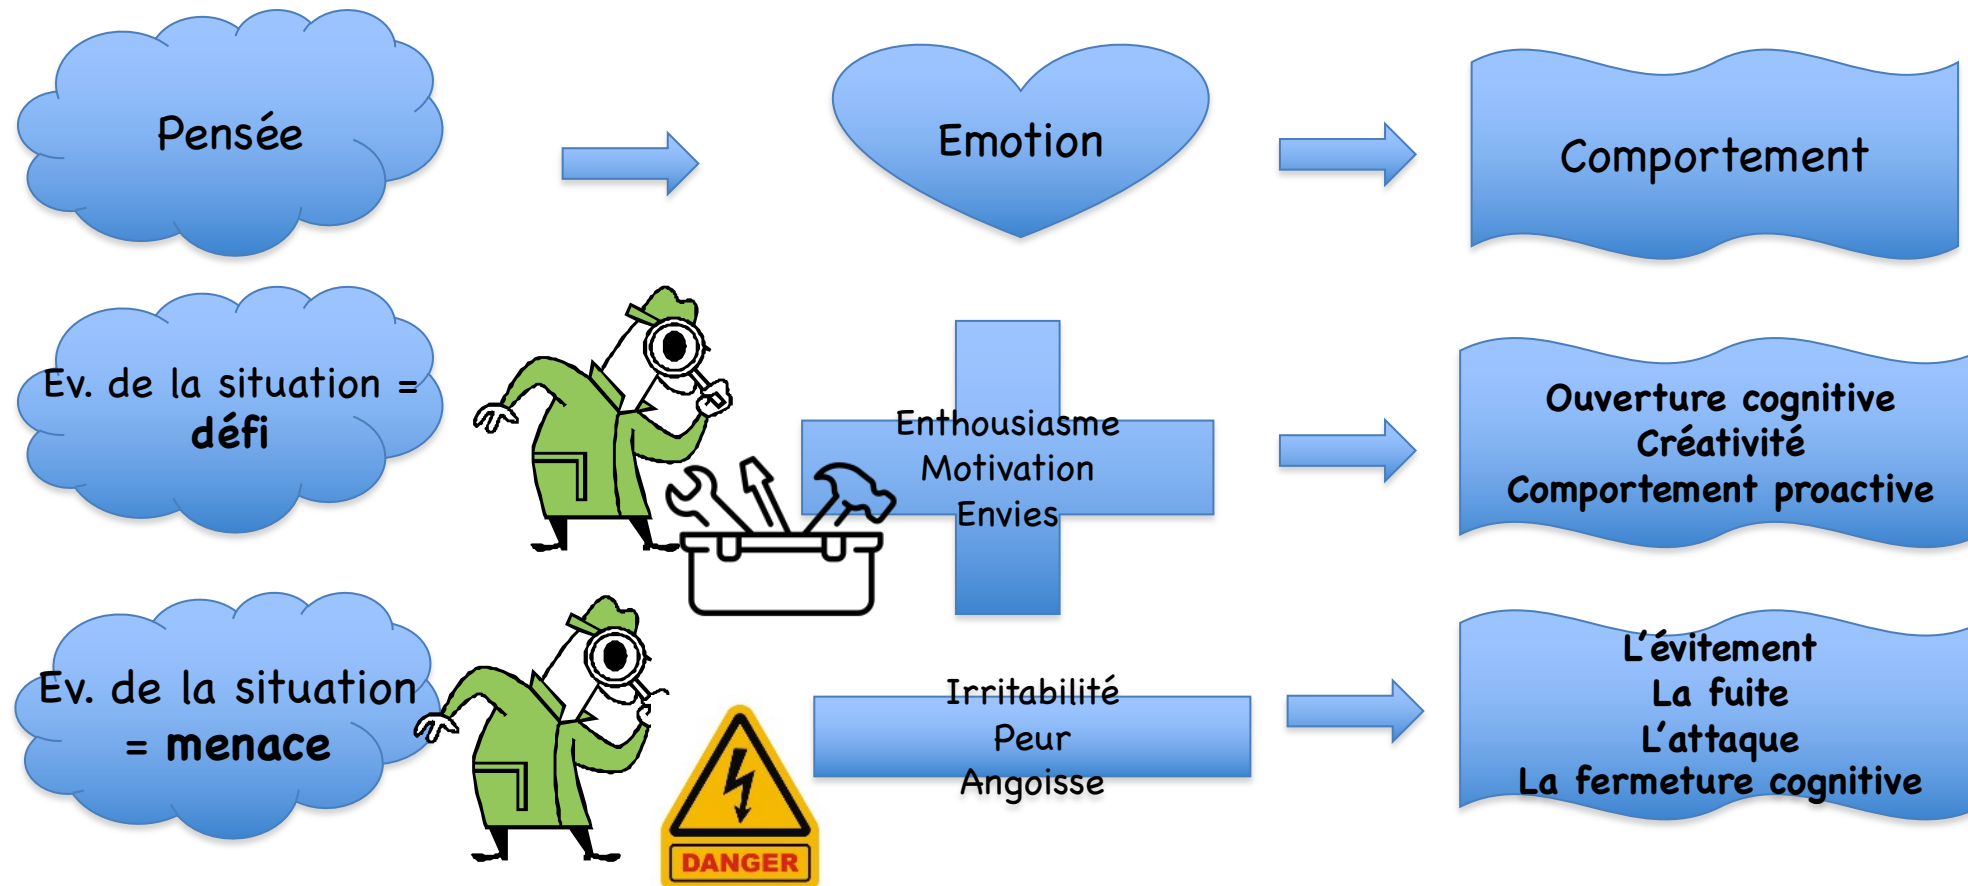 Pensée
Emotion
Comportement
Ev. de la situation =
défi
Enthousiasme
Motivation
Envies
Ouverture cognitive
Créativité
Comportement proactive
Ev. de la situation
= menace
DANGER
Irritabilité
Peur
Angoisse
L'évitement
La fuite
L'attaque
La fermeture cognitive